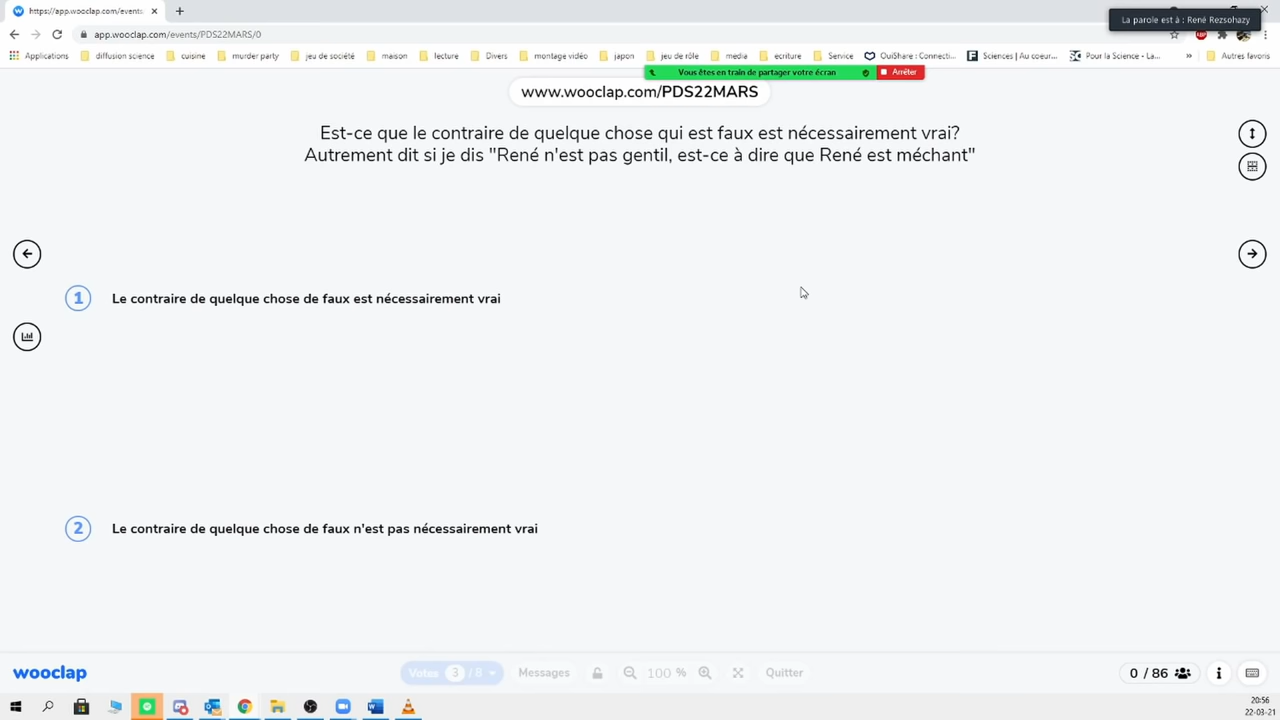 https://app.wooclap.com/events
La parole est à : René Rezsohazy
app.wooclap.com/events/PDS22MARS/0
Applications diffusion science cuisine murder party jeu de société maison lecture Divers montage vidéo japon jeu de rôle media ecriture Service OuiShare : Connecti... Sciences | Au coeur... Pour la Science - La... » Autres favoris
Vous êtes en train de partager votre écran Arrêter
www.wooclap.com/PDS22MARS
Est-ce que le contraire de quelque chose qui est faux est nécessairement vrai?
Autrement dit si je dis "René n'est pas gentil, est-ce à dire que René est méchant"
1 Le contraire de quelque chose de faux est nécessairement vrai
2 Le contraire de quelque chose de faux n'est pas nécessairement vrai
wooclap Votes 3 / 8 Messages 100 % Quitter 0 / 86
20:56
22-03-21